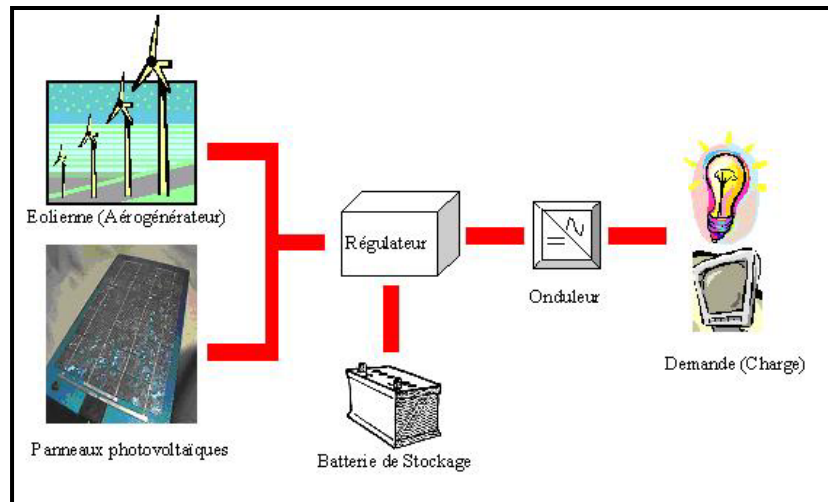 Eolienne (Aérogénérateur)
Régulateur
Onduleur
Demande (Charge)
Panneaux photovoltaïques
Batterie de Stockage